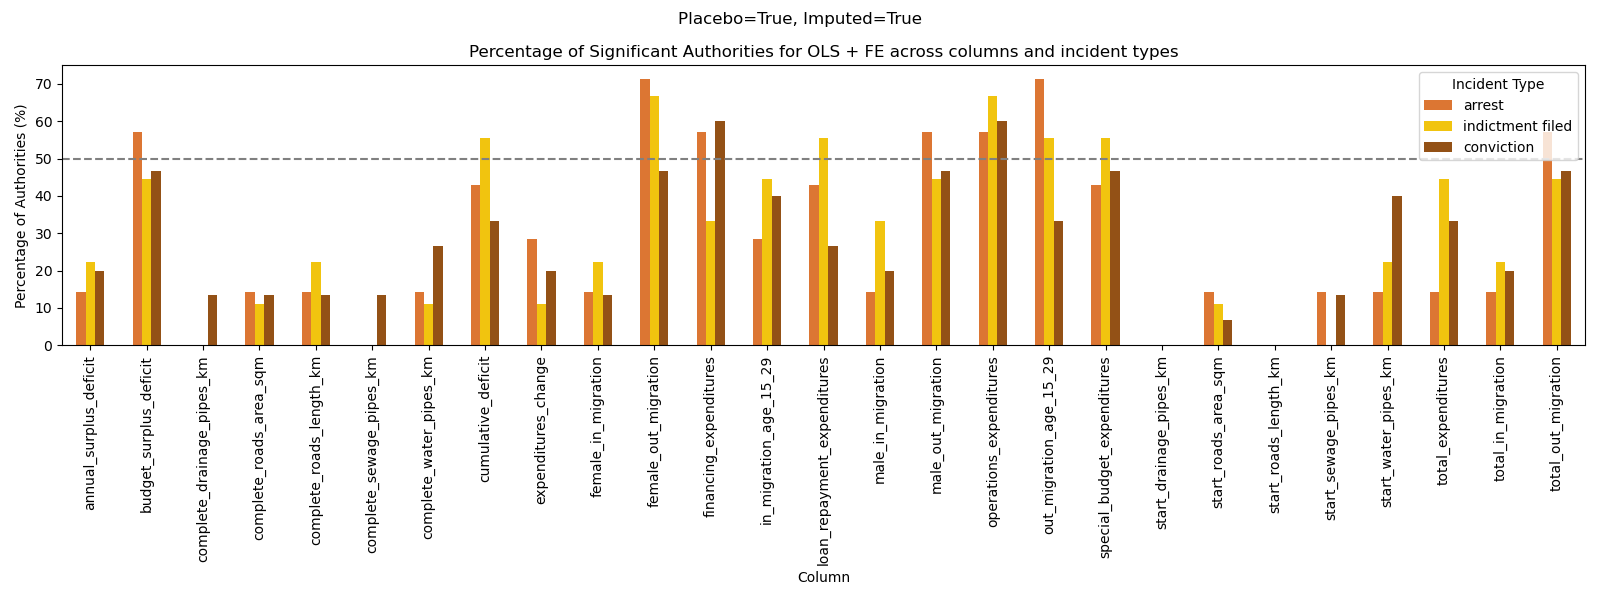 Placebo=True, Imputed=True
Percentage of Significant Authorities for OLS + FE across columns and incident types
Percentage of Authorities (%)
70
60
50
40
30
20
10
0
Incident Type
arrest
indictment filed
conviction
annual_surplus_deficit
budget_surplus_deficit
complete_drainage_pipes_km
complete_roads_area_sqm
complete_roads_length_km
complete_sewage_pipes_km
complete_water_pipes_km
cumulative_deficit
expenditures_change
female_in_migration
female_out_migration
financing_expenditures
in_migration_age_15_29
loan_repayment_expenditures
male_in_migration
male_out_migration
operations_expenditures
out_migration_age_15_29
special_budget_expenditures
start_drainage_pipes_km
start_roads_area_sqm
start_roads_length_km
start_sewage_pipes_km
start_water_pipes_km
total_expenditures
total_in_migration
total_out_migration
Column